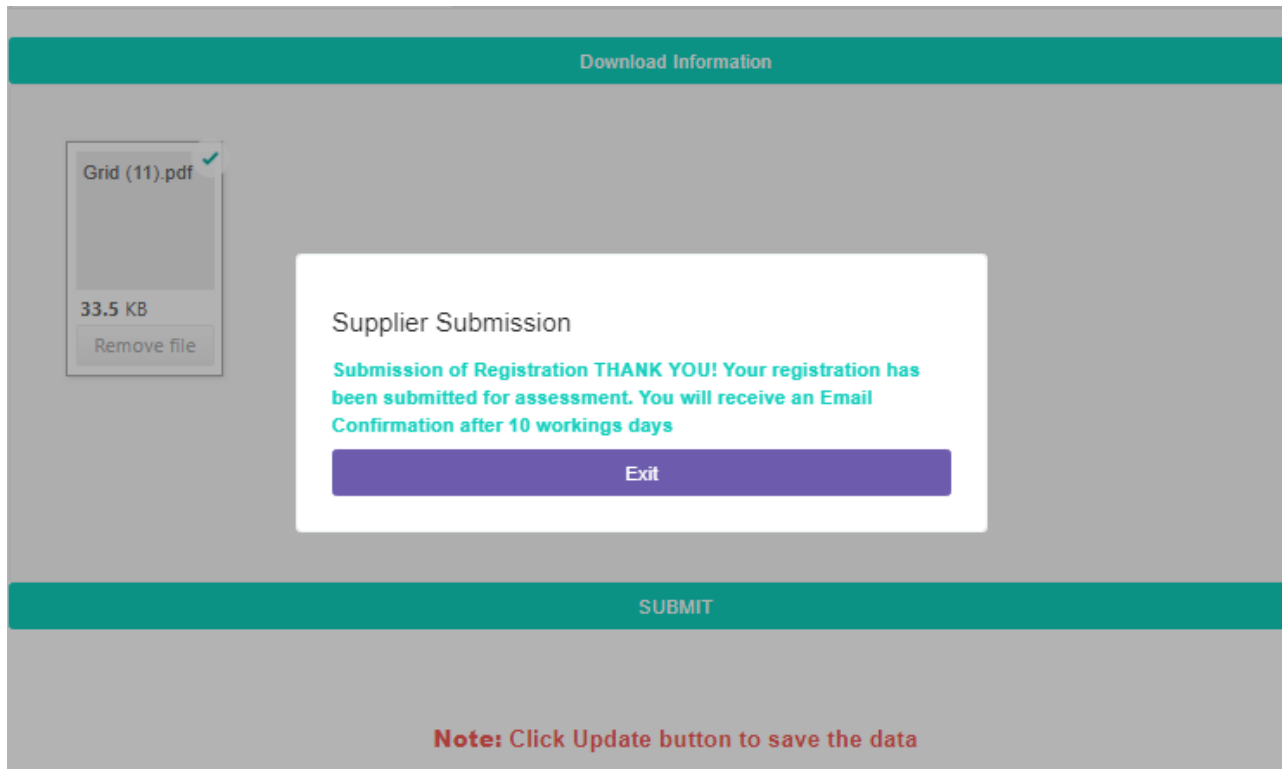 Download Information
Grid (11).pdf
33.5 KB
Remove file
Supplier Submission
Submission of Registration THANK YOU! Your registration has
been submitted for assessment. You will receive an Email
Confirmation after 10 workings days
Exit
SUBMIT
Note: Click Update button to save the data